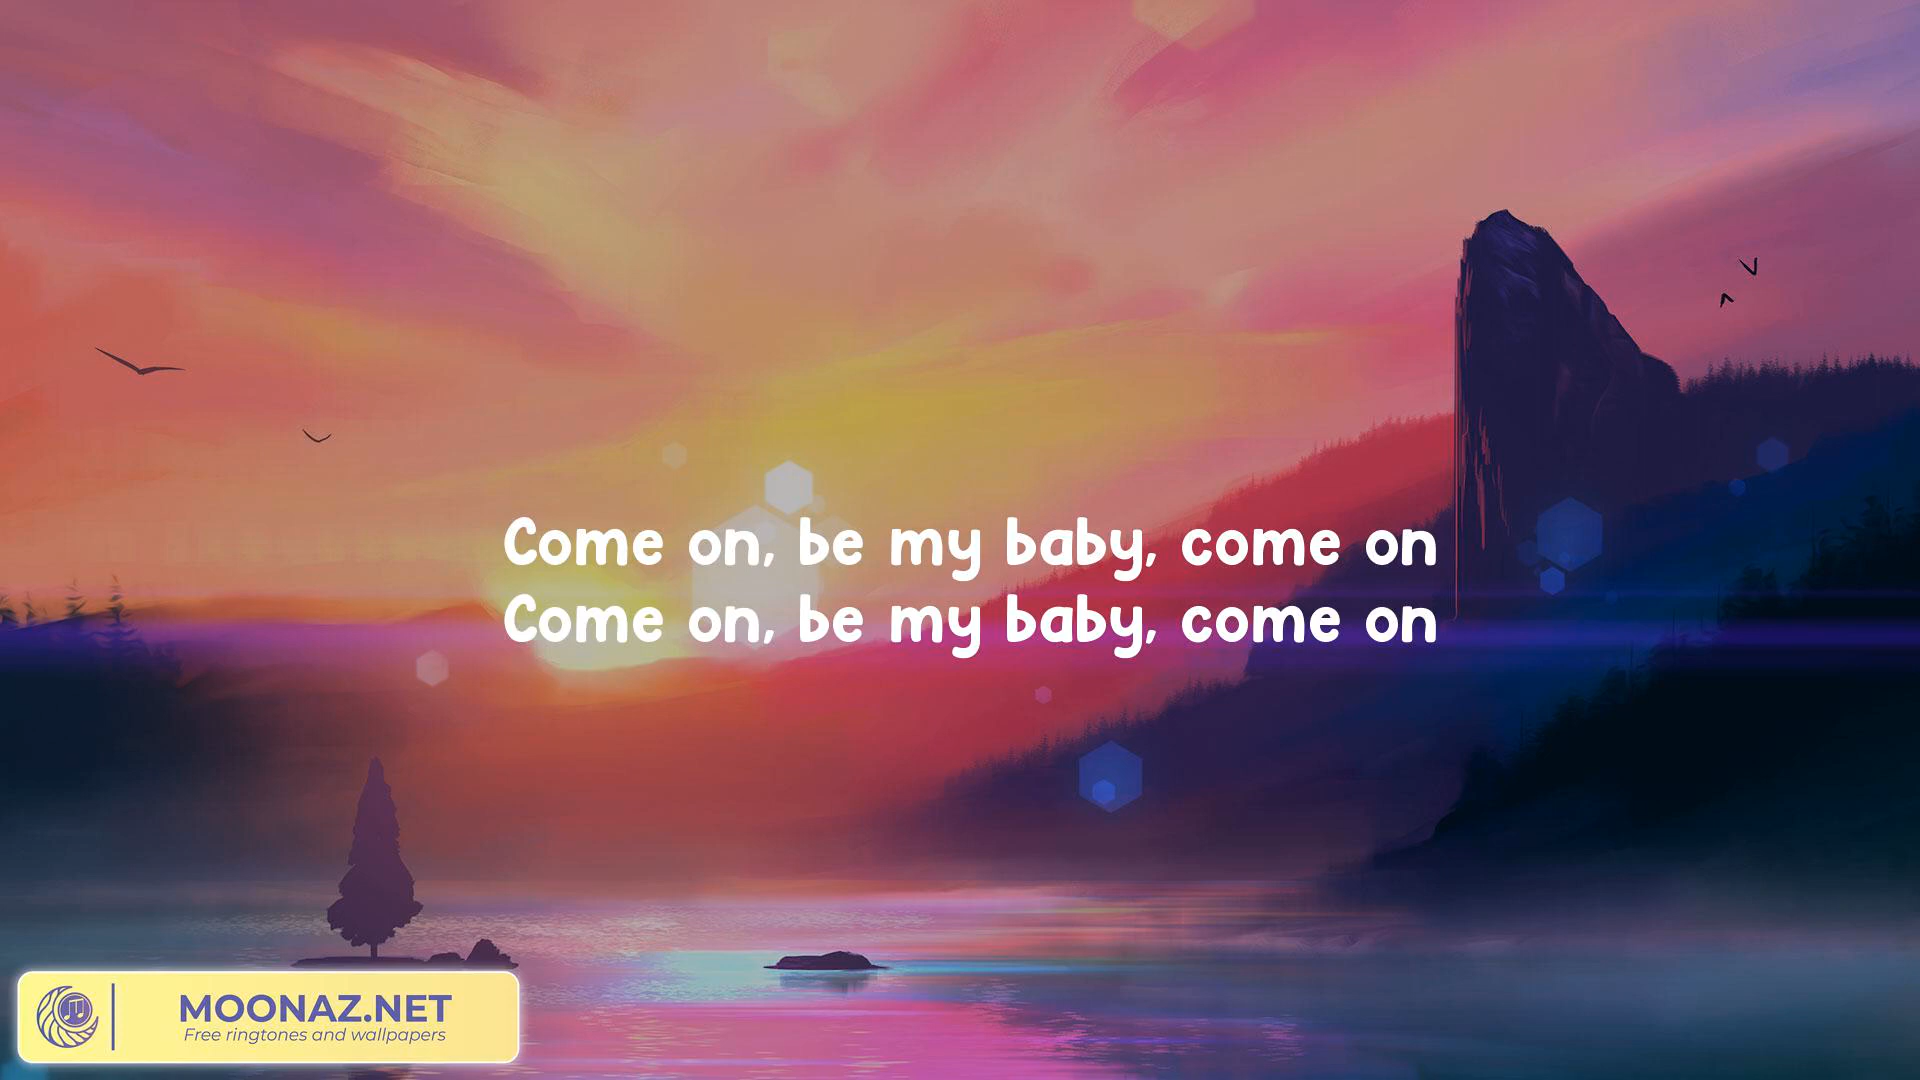 Come on, be my baby, come on
Come on, be my baby, come on
MOONAZ.NET
Free ringtones and wallpapers